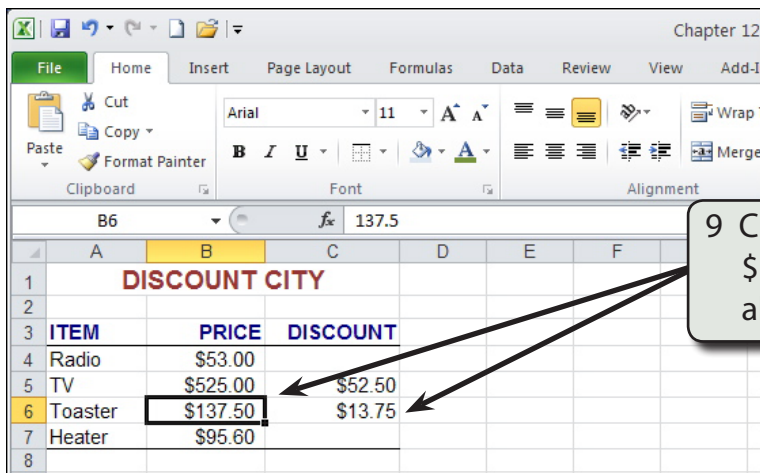 Chapter 12
File Home Insert Page Layout Formulas Data Review View
Cut
Copy
Format Painter
Paste
Arial 11 A A Wrap
B I U A Merge
Clipboard Font Alignment
B6 fx 137.5
A B C D E F
1 DISCOUNT CITY
2
3 ITEM PRICE DISCOUNT
4 Radio $53.00
5 TV $525.00 $52.50
6 Toaster $137.50 $13.75
7 Heater $95.60
8
9 C
$
a